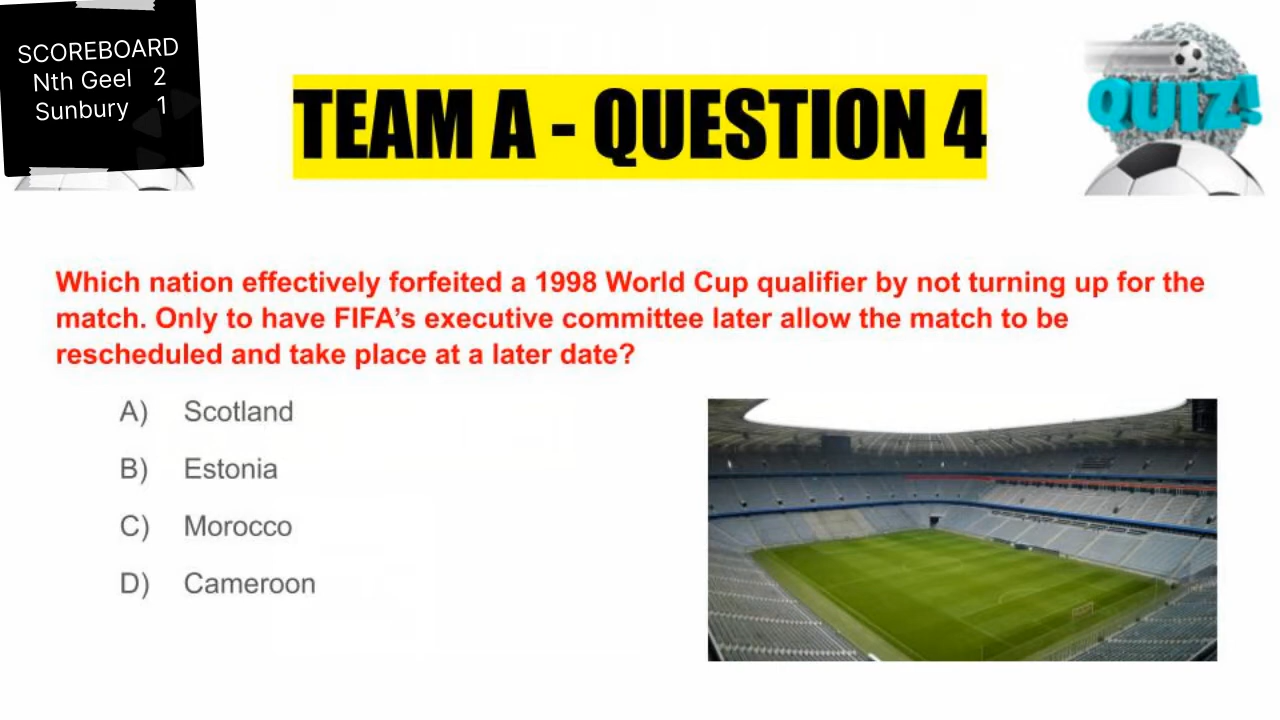 SCOREBOARD
Nth Geel 2
Sunbury 1
TEAM A - QUESTION 4
QUIZ!
Which nation effectively forfeited a 1998 World Cup qualifier by not turning up for the
match. Only to have FIFA's executive committee later allow the match to be
rescheduled and take place at a later date?
A) Scotland
B) Estonia
C) Morocco
D) Cameroon